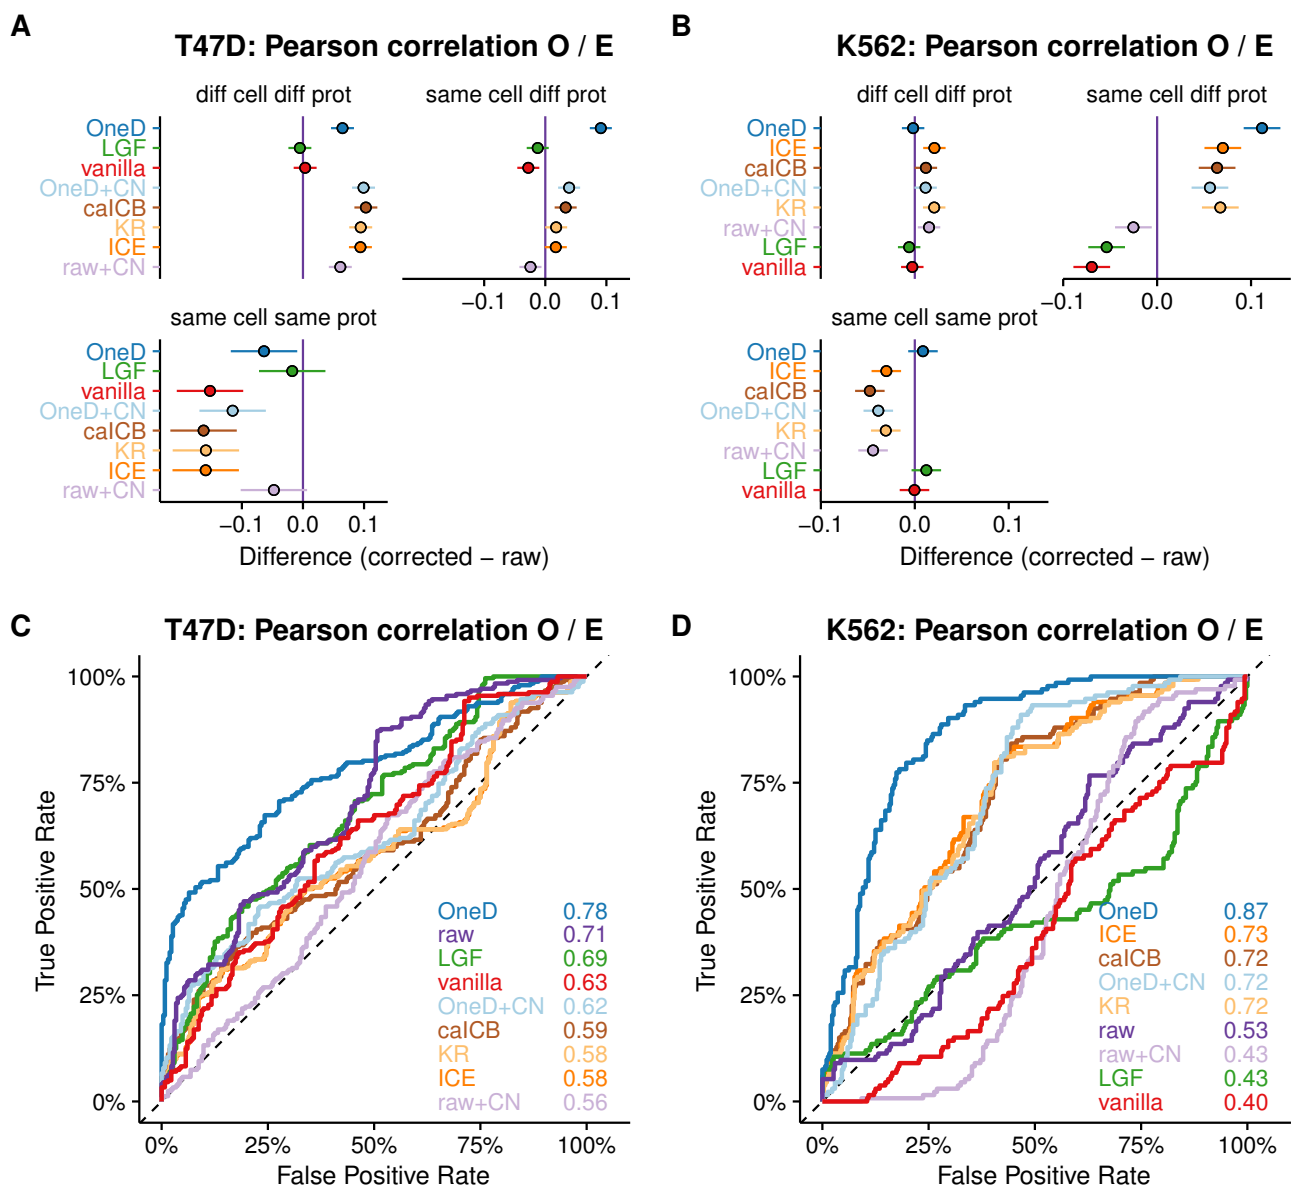 A
T47D: Pearson correlation O / E
diff cell diff prot
same cell diff prot
OneD
LGF
vanilla
OneD+CN
caICB
KR
ICE
raw+CN
−0.1 0.0 0.1
same cell same prot
OneD
LGF
vanilla
OneD+CN
caICB
KR
ICE
raw+CN
−0.1 0.0 0.1
Difference (corrected − raw)
B
K562: Pearson correlation O / E
diff cell diff prot
same cell diff prot
OneD
ICE
caICB
OneD+CN
KR
raw+CN
LGF
vanilla
−0.1 0.0 0.1
same cell same prot
OneD
ICE
caICB
OneD+CN
KR
raw+CN
LGF
vanilla
−0.1 0.0 0.1
Difference (corrected − raw)
C
T47D: Pearson correlation O / E
True Positive Rate
100%
75%
50%
25%
0%
OneD 0.78
raw 0.71
LGF 0.69
vanilla 0.63
OneD+CN 0.62
caICB 0.59
KR 0.58
ICE 0.58
raw+CN 0.56
0% 25% 50% 75% 100%
False Positive Rate
D
K562: Pearson correlation O / E
True Positive Rate
100%
75%
50%
25%
0%
OneD 0.87
ICE 0.73
caICB 0.72
OneD+CN 0.72
KR 0.72
raw 0.53
raw+CN 0.43
LGF 0.43
vanilla 0.40
0% 25% 50% 75% 100%
False Positive Rate